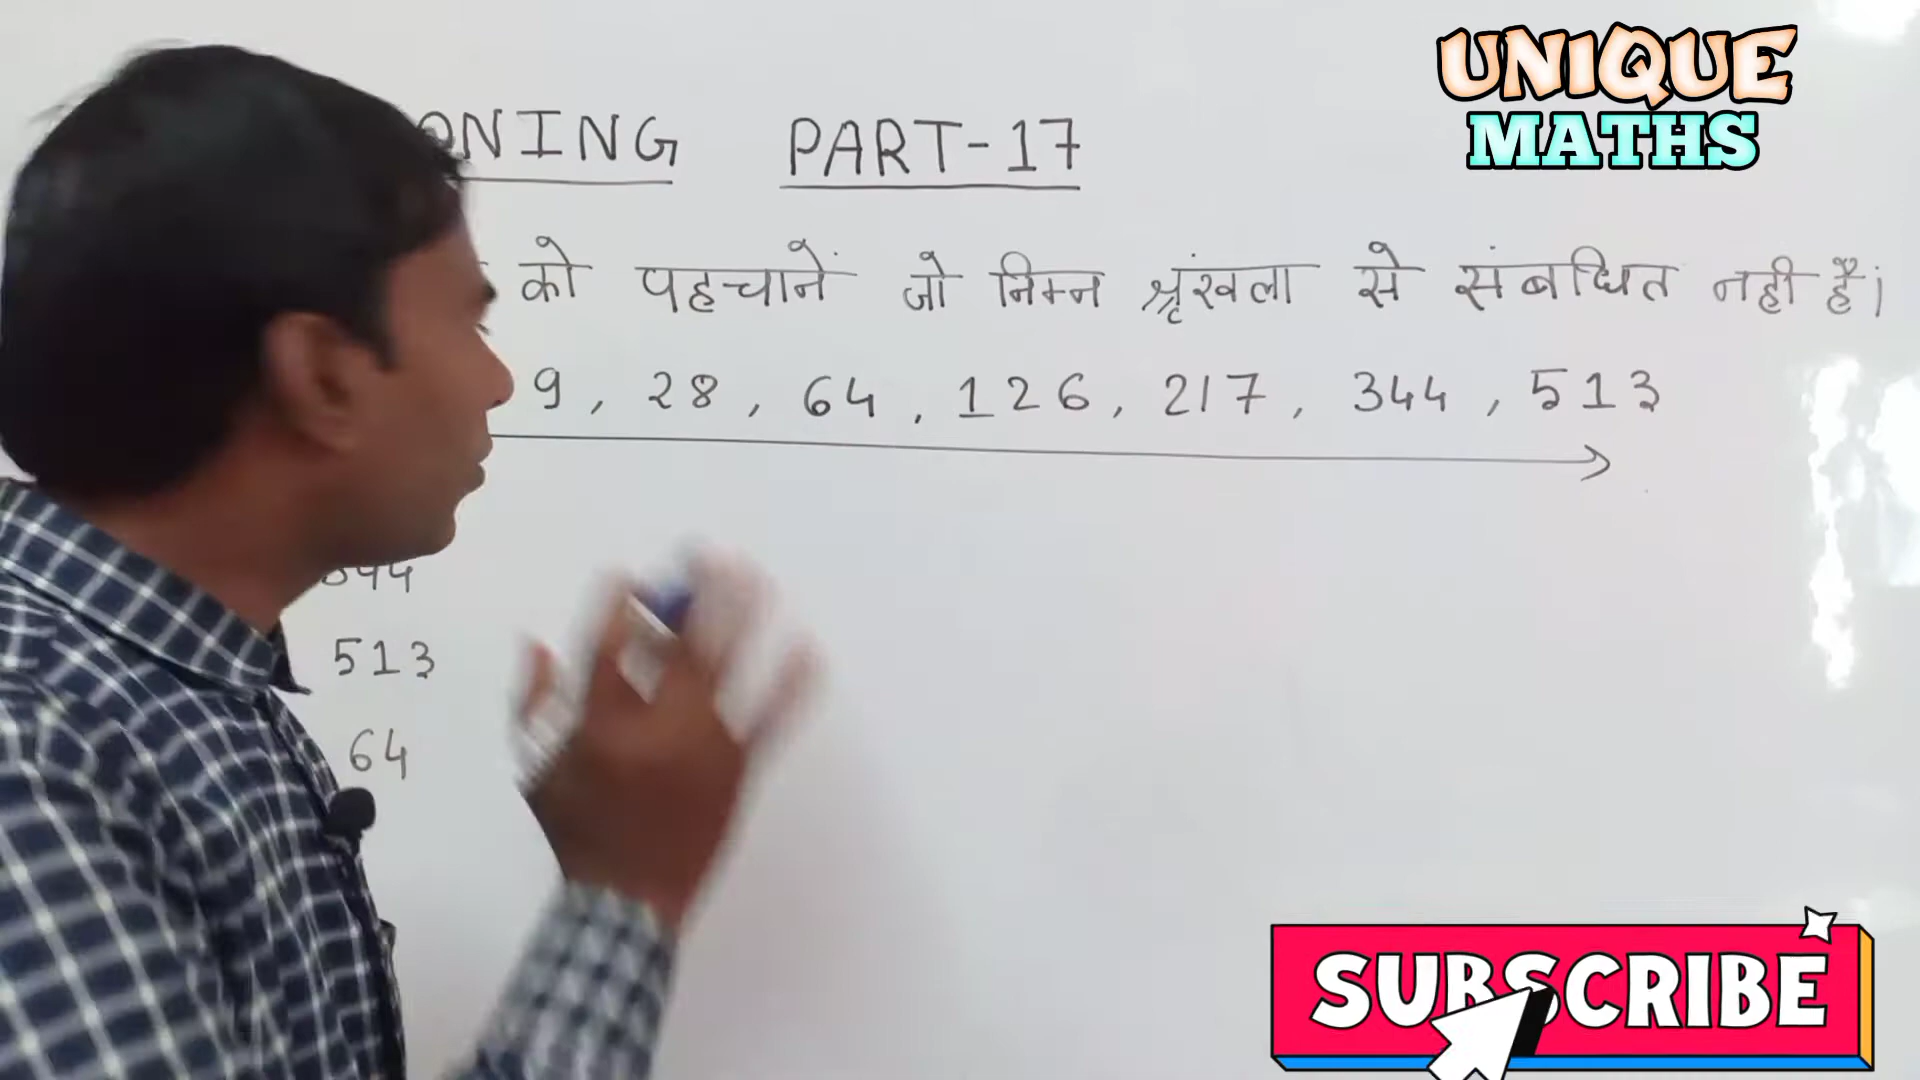 UNIQUE
MATHS
ONING PART-17
को पहचानें जो निम्न श्रृंखला से संबधित नही है।
9, 28, 64, 126, 217, 344, 513
344
513
64
SUBSCRIBE